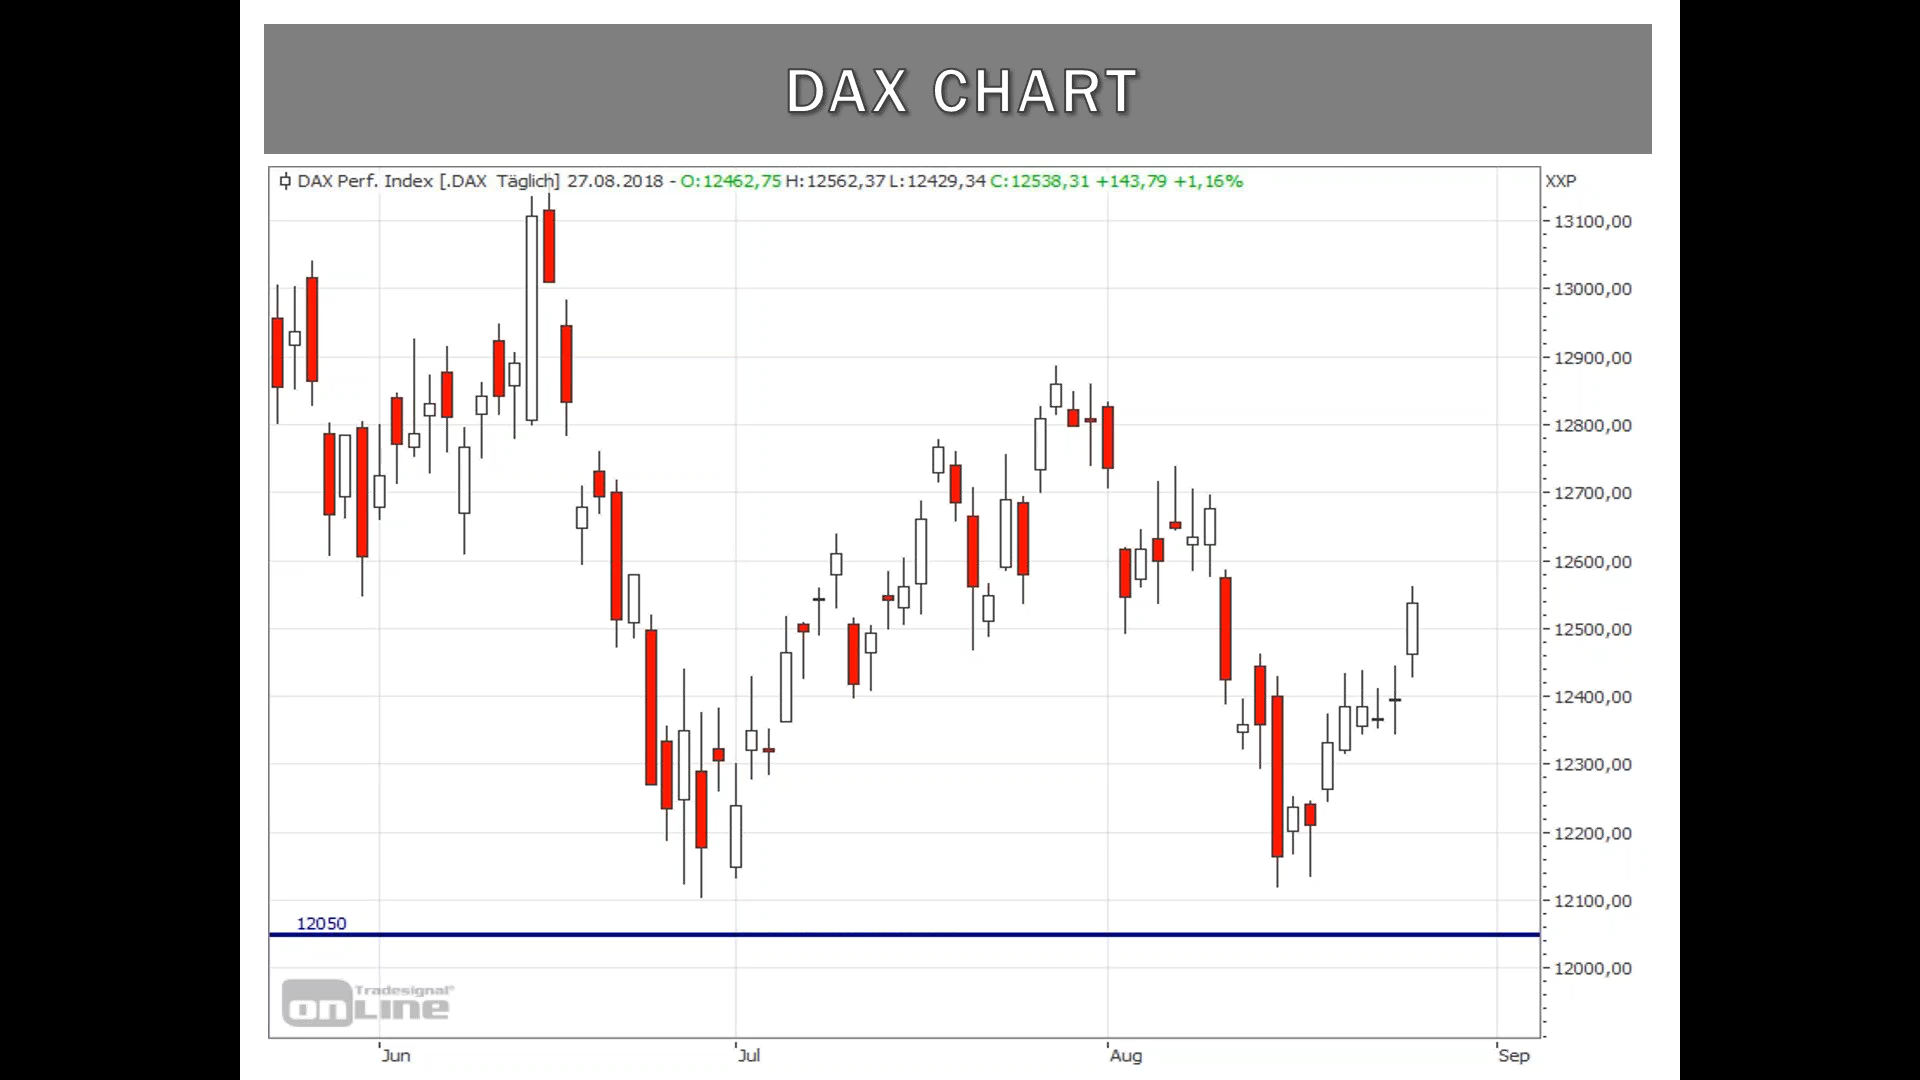 DAX CHART
DAX Perf. Index [.DAX Täglich] 27.08.2018 - O:12462,75 H:12562,37 L:12429,34 C:12538,31 +143,79 +1,16%
XXP
13100,00
13000,00
12900,00
12800,00
12700,00
12600,00
12500,00
12400,00
12300,00
12200,00
12100,00
12000,00
12050
Tradesignal®
onLine
Jun
Jul
Aug
Sep